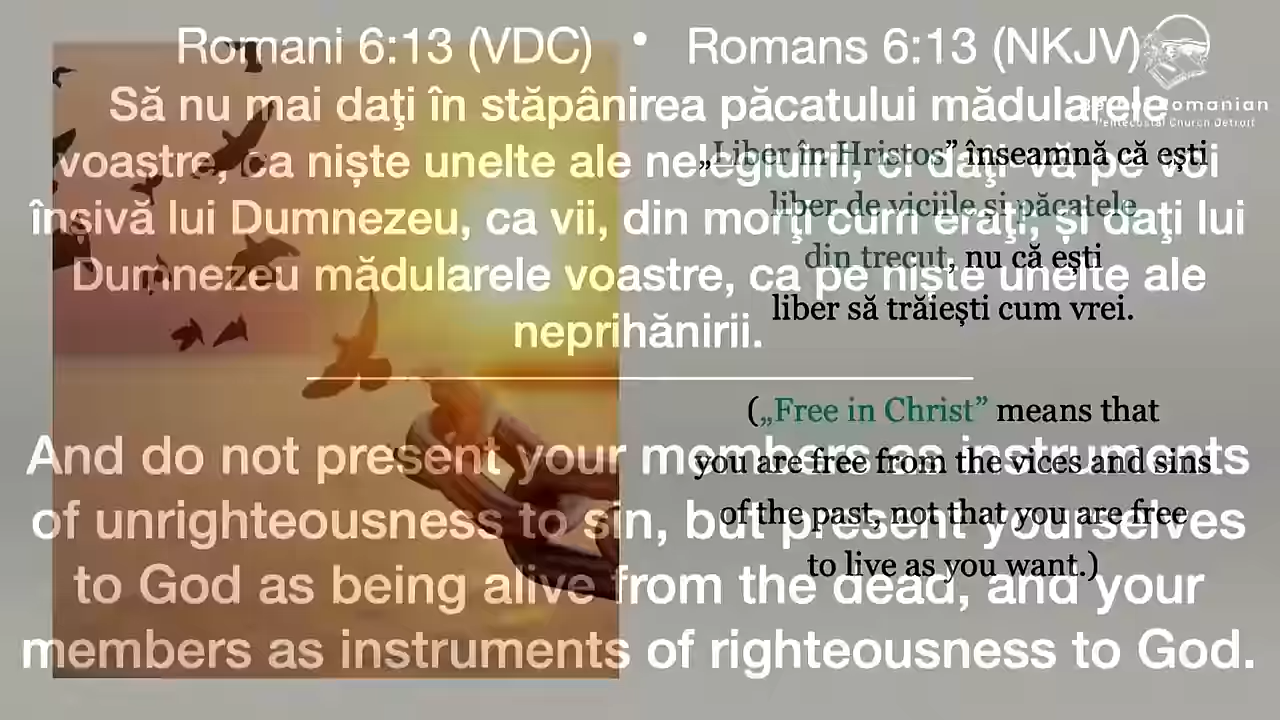 Romani 6:13 (VDC) • Romans 6:13 (NKJV)
Să nu mai daţi în stăpânirea păcatului mădularele
voastre, ca nişte unelte ale nelegiuirii; ci daţi-vă pe voi
înşivă lui Dumnezeu, ca vii, din morţi cum eraţi; şi daţi lui
Dumnezeu mădularele voastre, ca pe nişte unelte ale
neprihănirii.
And do not present your members as instruments
of unrighteousness to sin, but present yourselves
to God as being alive from the dead, and your
members as instruments of righteousness to God.
„Liber în Hristos” înseamnă că eşti
liber de viciile şi păcatele
din trecut, nu că eşti
liber să trăieşti cum vrei.
(„Free in Christ” means that
you are free from the vices and sins
of the past, not that you are free
to live as you want.)
Romanian
Pentecostal Church Detroit